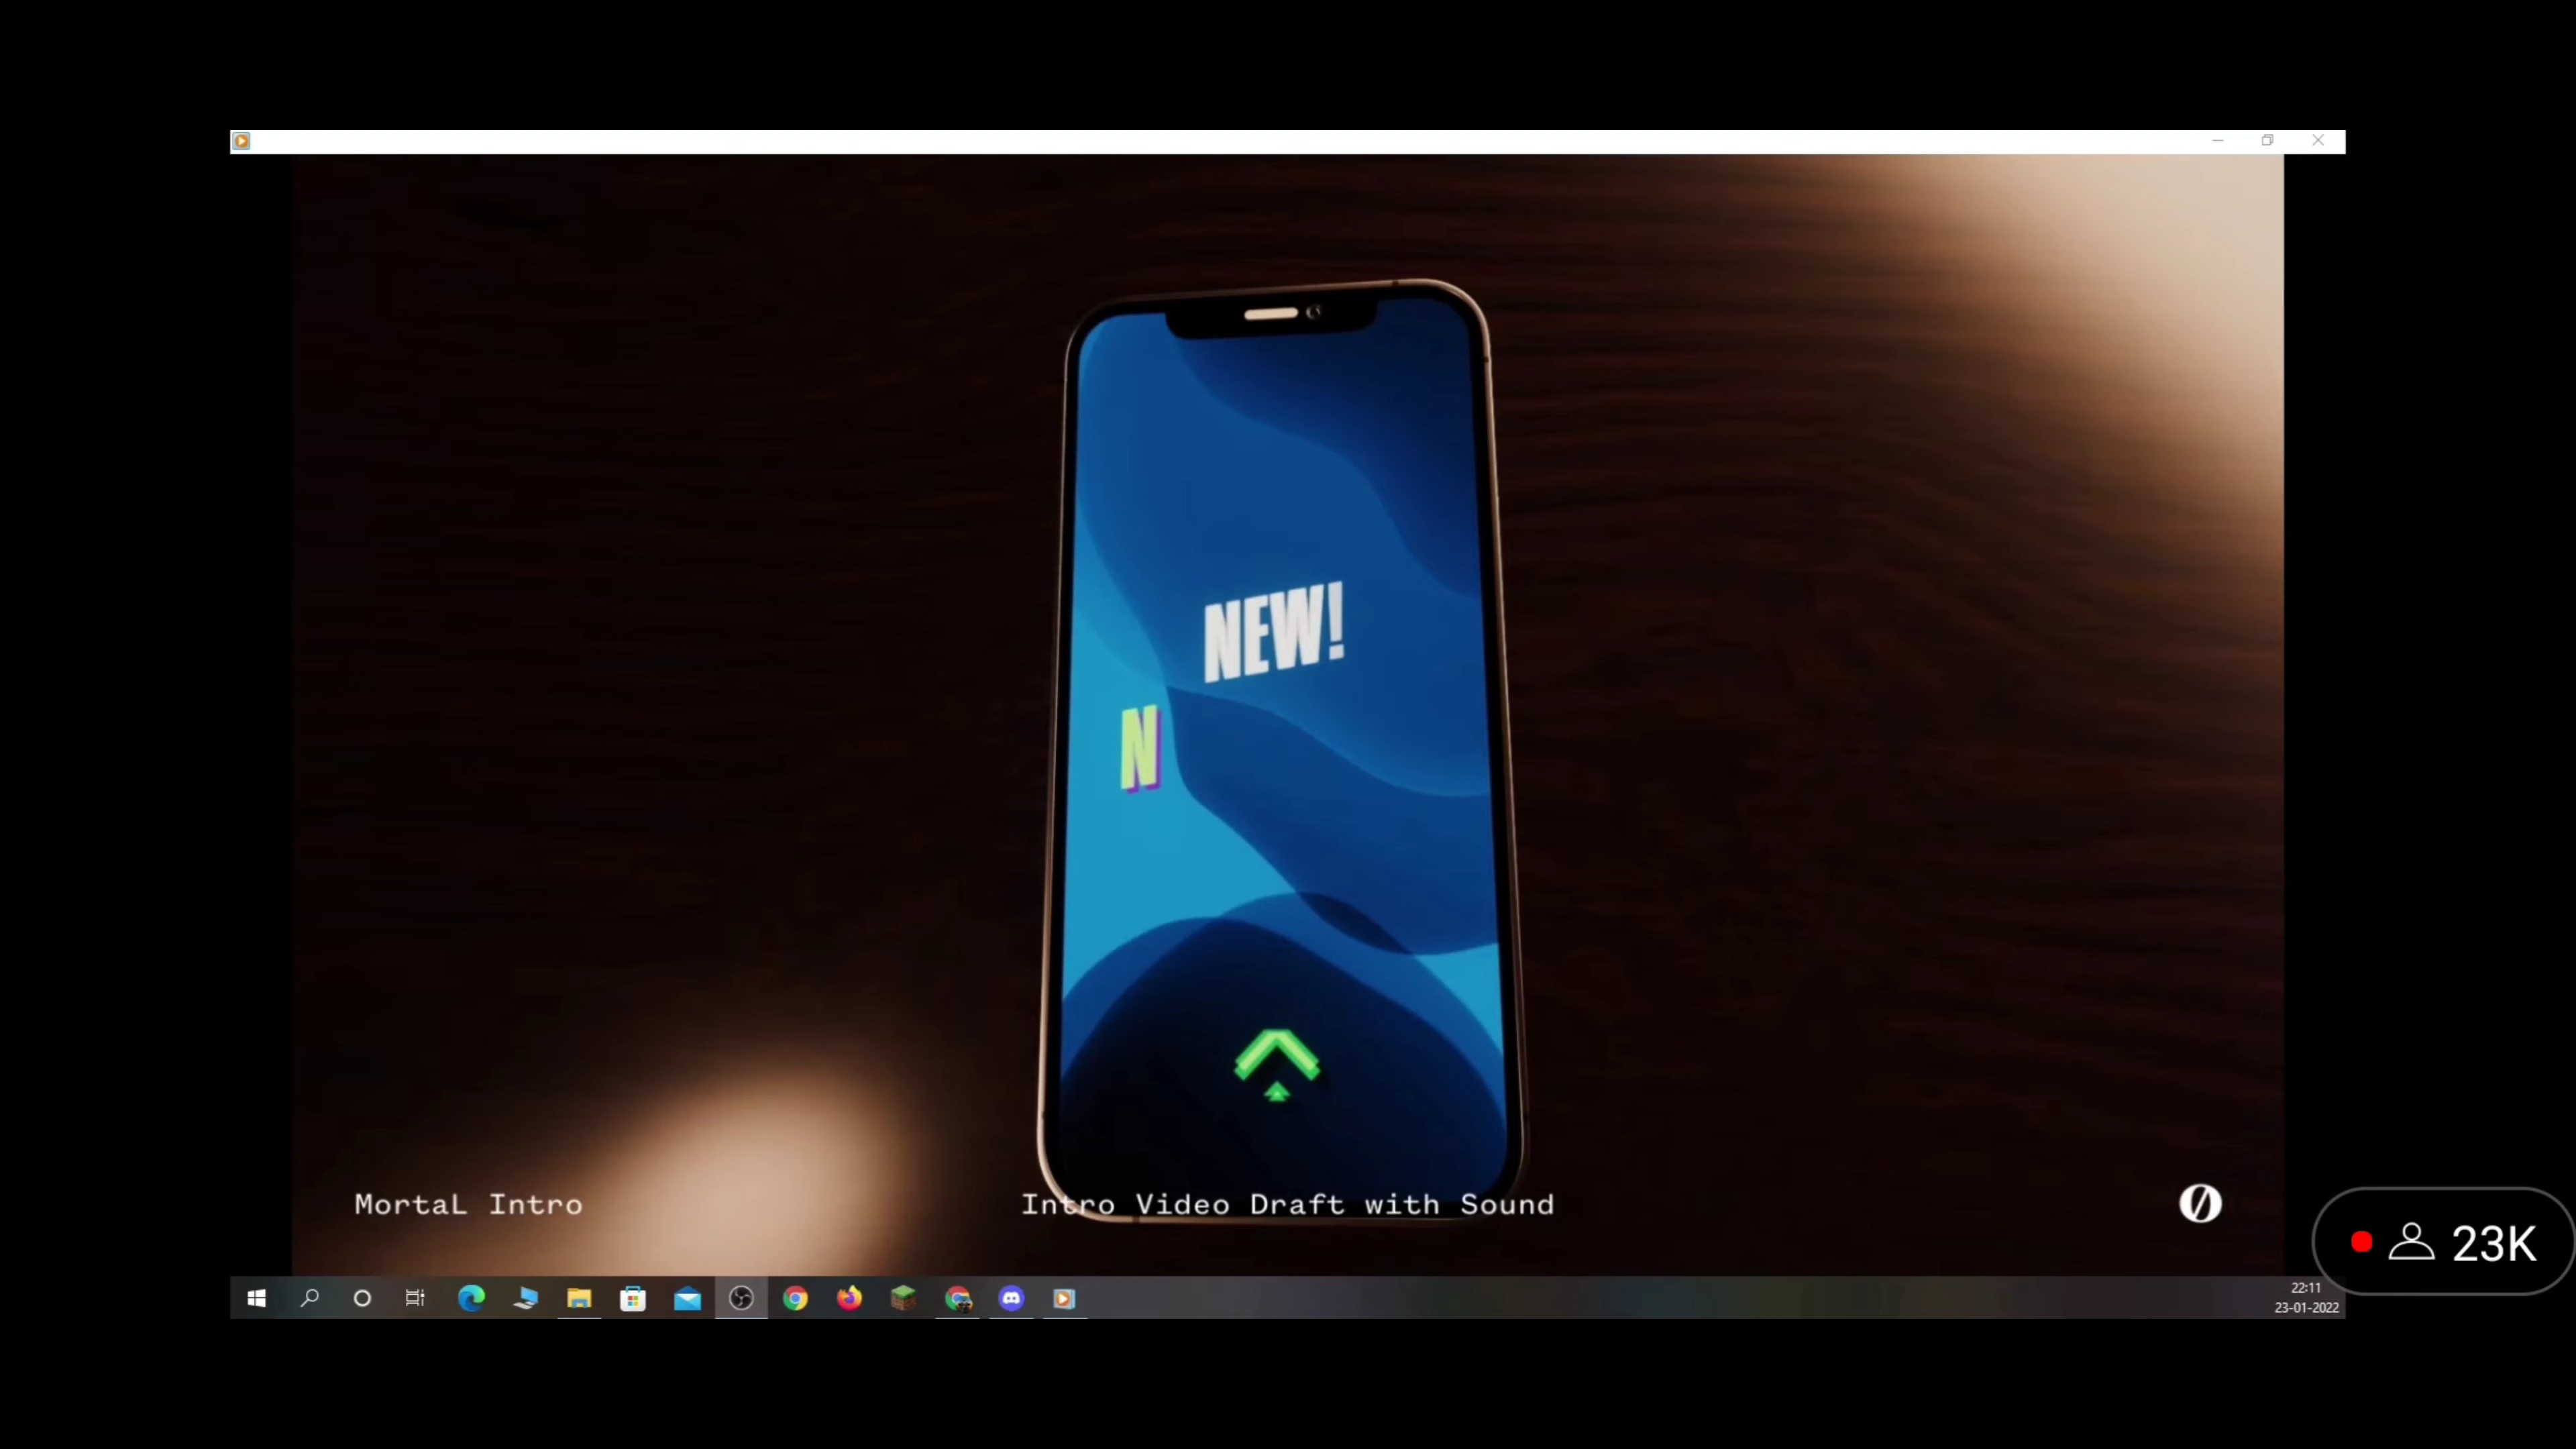 NEW!
N
MortaL Intro
Intro Video Draft with Sound
23K
22:11
23-01-2022